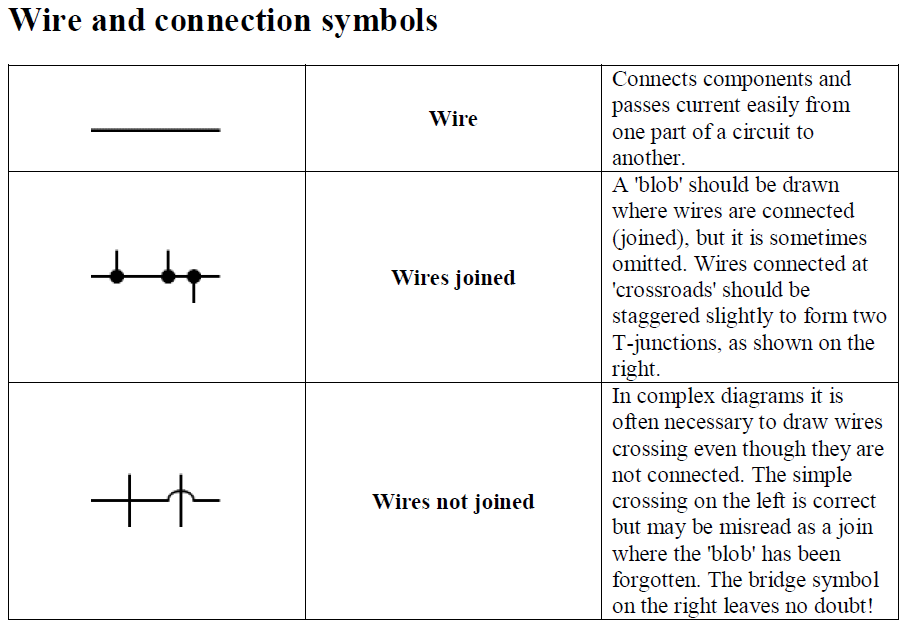 Wire and connection symbols
Wire
Connects components and
passes current easily from
one part of a circuit to
another.
Wires joined
A 'blob' should be drawn
where wires are connected
(joined), but it is sometimes
omitted. Wires connected at
'crossroads' should be
staggered slightly to form two
T-junctions, as shown on the
right.
Wires not joined
In complex diagrams it is
often necessary to draw wires
crossing even though they are
not connected. The simple
crossing on the left is correct
but may be misread as a join
where the 'blob' has been
forgotten. The bridge symbol
on the right leaves no doubt!